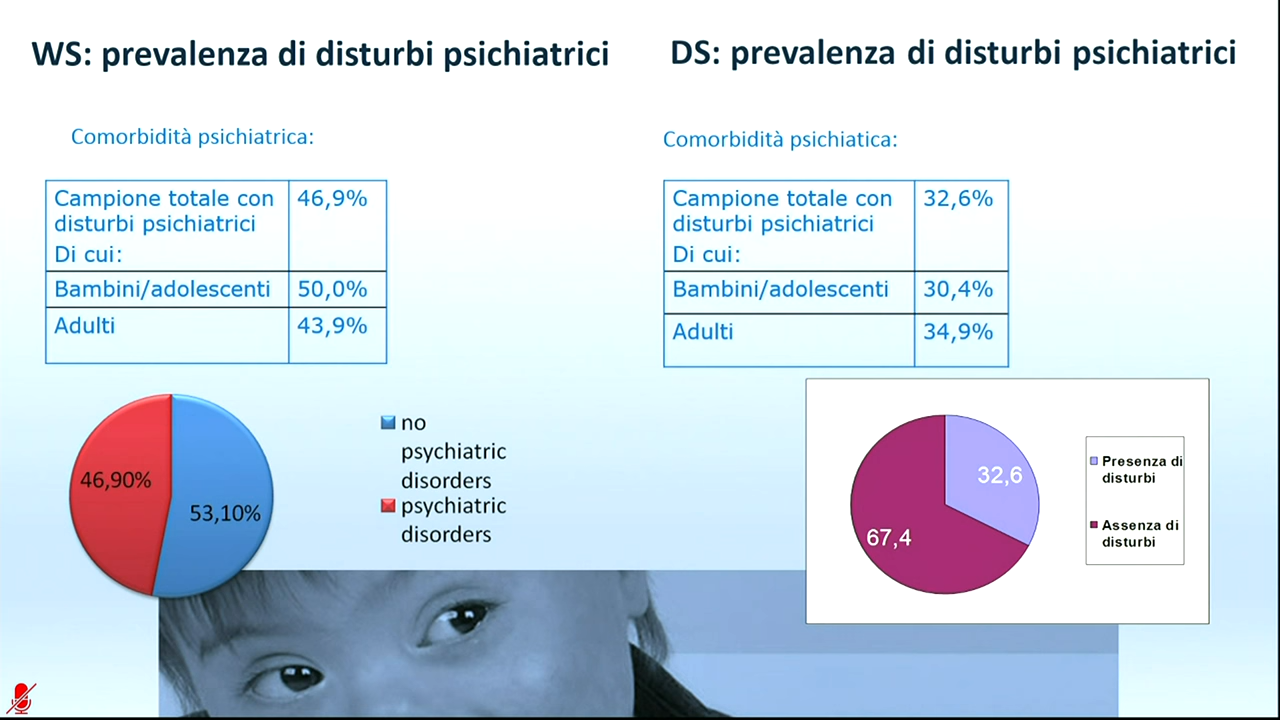 WS: prevalenza di disturbi psichiatrici
Comorbidità psichiatrica:
Campione totale con
disturbi psichiatrici
Di cui:
46,9%
Bambini/adolescenti
50,0%
Adulti
43,9%
46,90%
53,10%
no
psychiatric
disorders
psychiatric
disorders
DS: prevalenza di disturbi psichiatrici
Comorbidità psichiatica:
Campione totale con
disturbi psichiatrici
Di cui:
32,6%
Bambini/adolescenti
30,4%
Adulti
34,9%
32,6
67,4
Presenza di
disturbi
Assenza di
disturbi